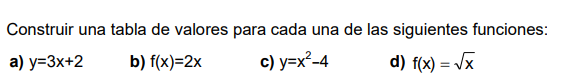 Construir una tabla de valores para cada una de las siguientes funciones:
a) y=3x+2 b) f(x)=2x c) y=x²-4 d) f(x) = √x